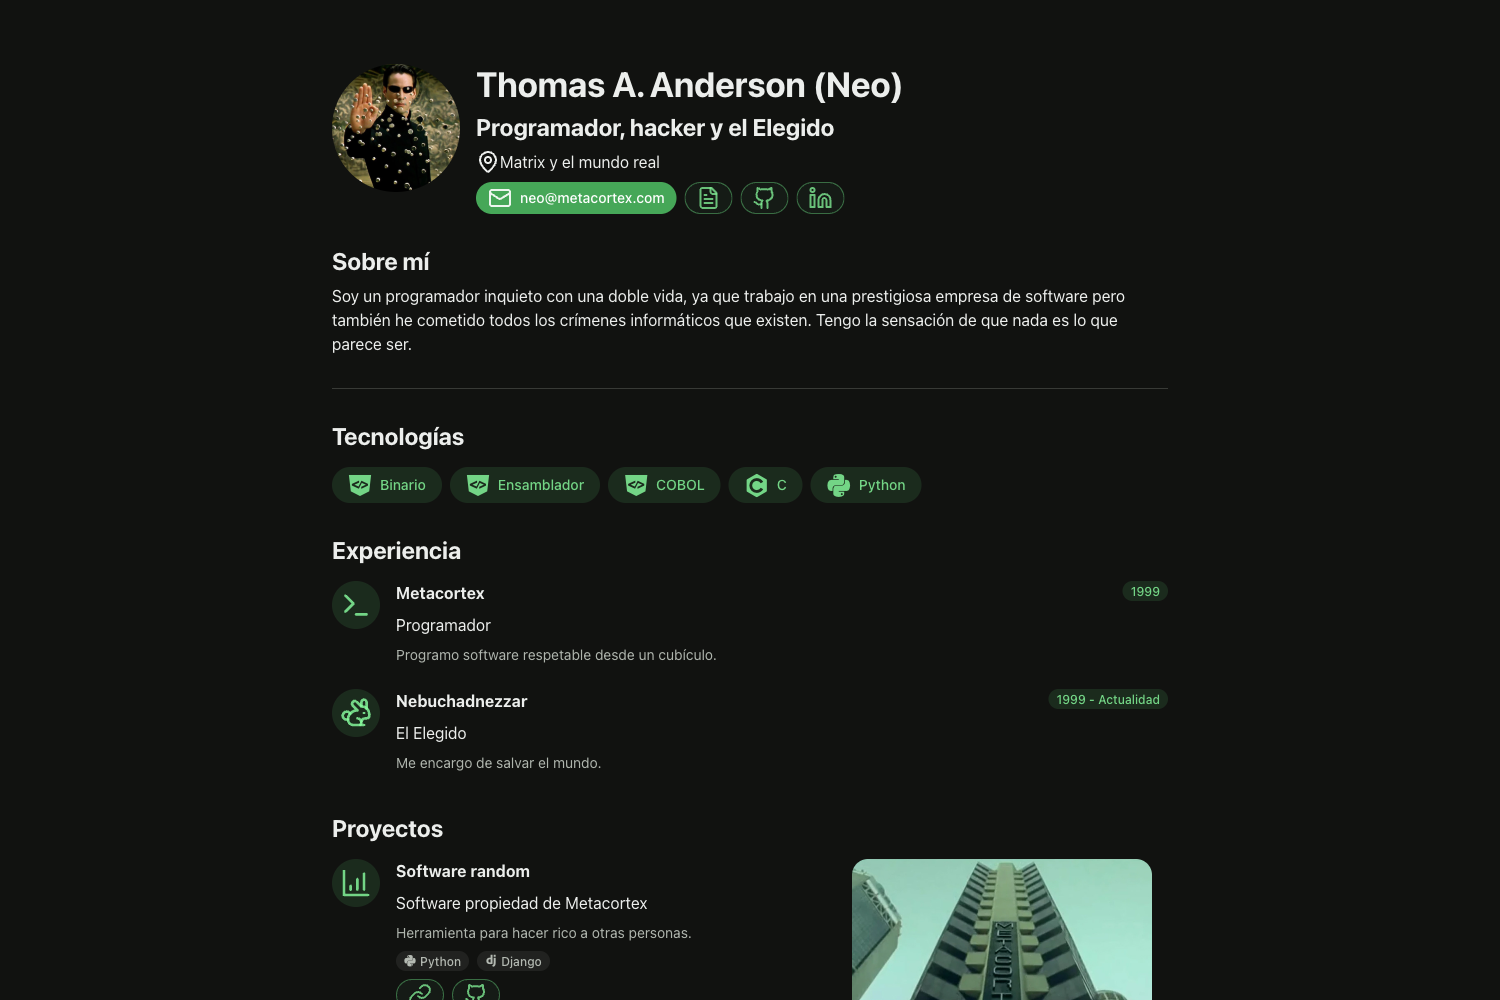 Thomas A. Anderson (Neo)
Programador, hacker y el Elegido
Matrix y el mundo real
neo@metacortex.com
Sobre mí
Soy un programador inquieto con una doble vida, ya que trabajo en una prestigiosa empresa de software pero
también he cometido todos los crímenes informáticos que existen. Tengo la sensación de que nada es lo que
parece ser.
Tecnologías
Binario
Ensamblador
COBOL
C
Python
Experiencia
Metacortex
1999
Programador
Programo software respetable desde un cubículo.
Nebuchadnezzar
1999 - Actualidad
El Elegido
Me encargo de salvar el mundo.
Proyectos
Software random
Software propiedad de Metacortex
Herramienta para hacer rico a otras personas.
Python
Django
METACOR